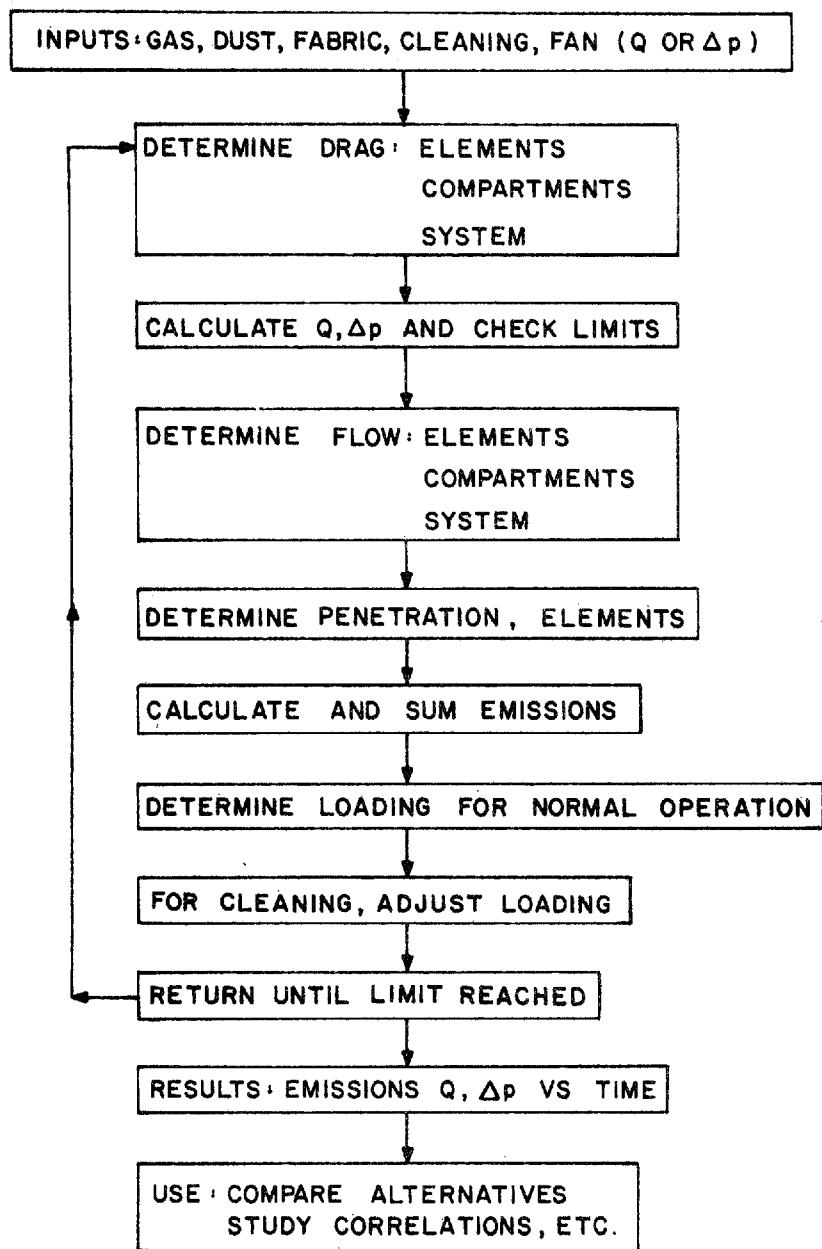 INPUTS: GAS, DUST, FABRIC, CLEANING, FAN (Q OR Δp)
DETERMINE DRAG: ELEMENTS
COMPARTMENTS
SYSTEM
CALCULATE Q, Δp AND CHECK LIMITS
DETERMINE FLOW: ELEMENTS
COMPARTMENTS
SYSTEM
DETERMINE PENETRATION, ELEMENTS
CALCULATE AND SUM EMISSIONS
DETERMINE LOADING FOR NORMAL OPERATION
FOR CLEANING, ADJUST LOADING
RETURN UNTIL LIMIT REACHED
RESULTS: EMISSIONS Q, Δp VS TIME
USE: COMPARE ALTERNATIVES
STUDY CORRELATIONS, ETC.